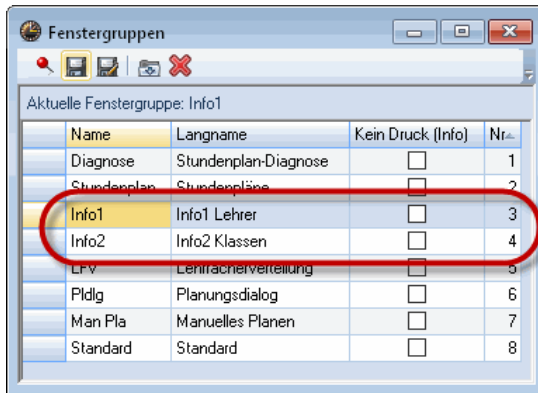 Fenstergruppen
Aktuelle Fenstergruppe: Info1
Name Langname Kein Druck (Info) Nr
Diagnose Stundenplan-Diagnose 1
Stundenplan Stundenpläne 2
Info1 Info1 Lehrer 3
Info2 Info2 Klassen 4
LFV Lehrfächerverteilung 5
Pldlg Planungsdialog 6
Man Pla Manuelles Planen 7
Standard Standard 8